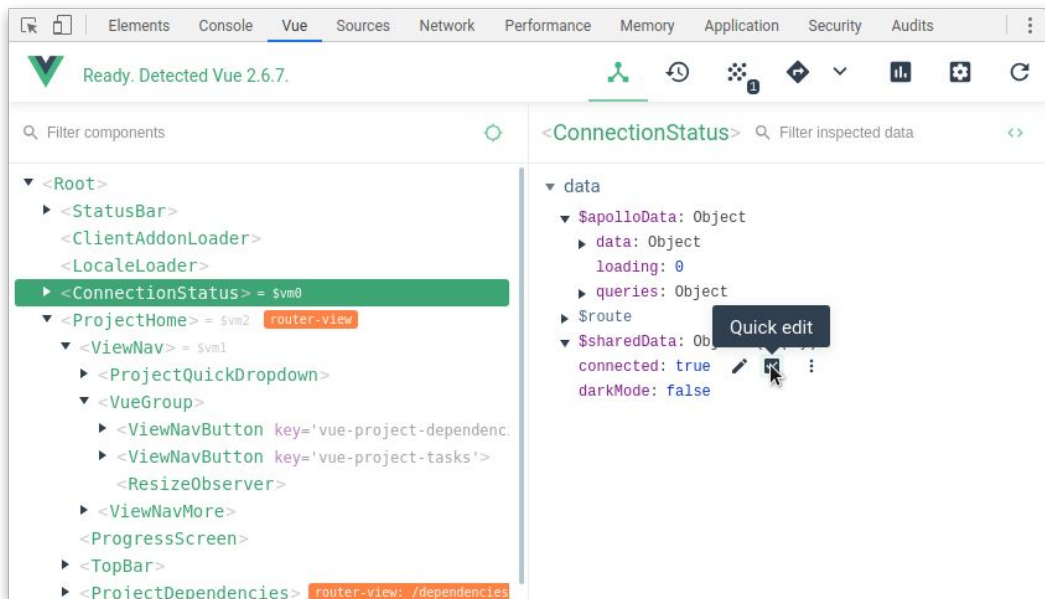 Elements Console Vue Sources Network Performance Memory Application Security Audits
Ready. Detected Vue 2.6.7.
1
Filter components
<ConnectionStatus> Filter inspected data <>
<Root>
<StatusBar>
<ClientAddonLoader>
<LocaleLoader>
<ConnectionStatus> = $vm0
<ProjectHome> = $vm2 router-view
<ViewNav> = $vm1
<ProjectQuickDropdown>
<VueGroup>
<ViewNavButton key='vue-project-dependenc
<ViewNavButton key='vue-project-tasks'>
<ResizeObserver>
<ViewNavMore>
<ProgressScreen>
<TopBar>
<ProjectDependencies> router-view: /dependencies
data
$apolloData: Object
data: Object
loading: 0
queries: Object
$route
Quick edit
$sharedData:
connected: true
darkMode: false